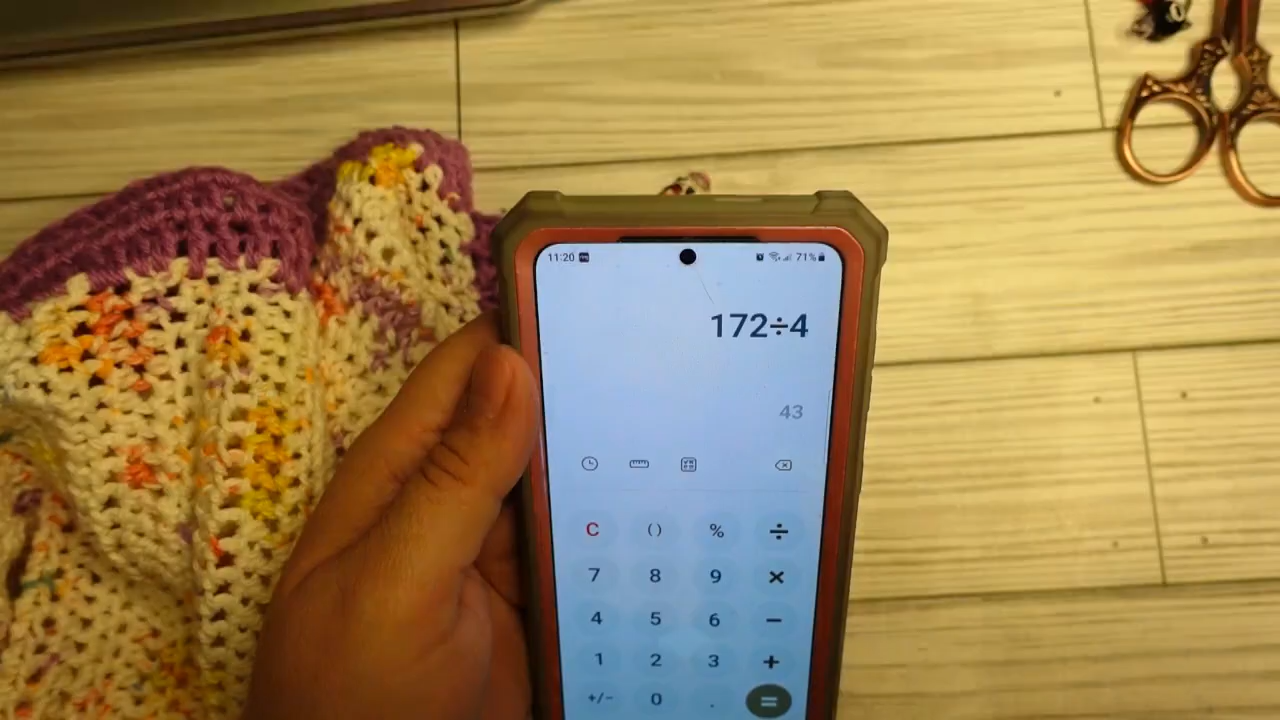 11:20 71%
172÷4
43
C () % ÷
7 8 9 ×
4 5 6 −
1 2 3 +
+/− 0 . =